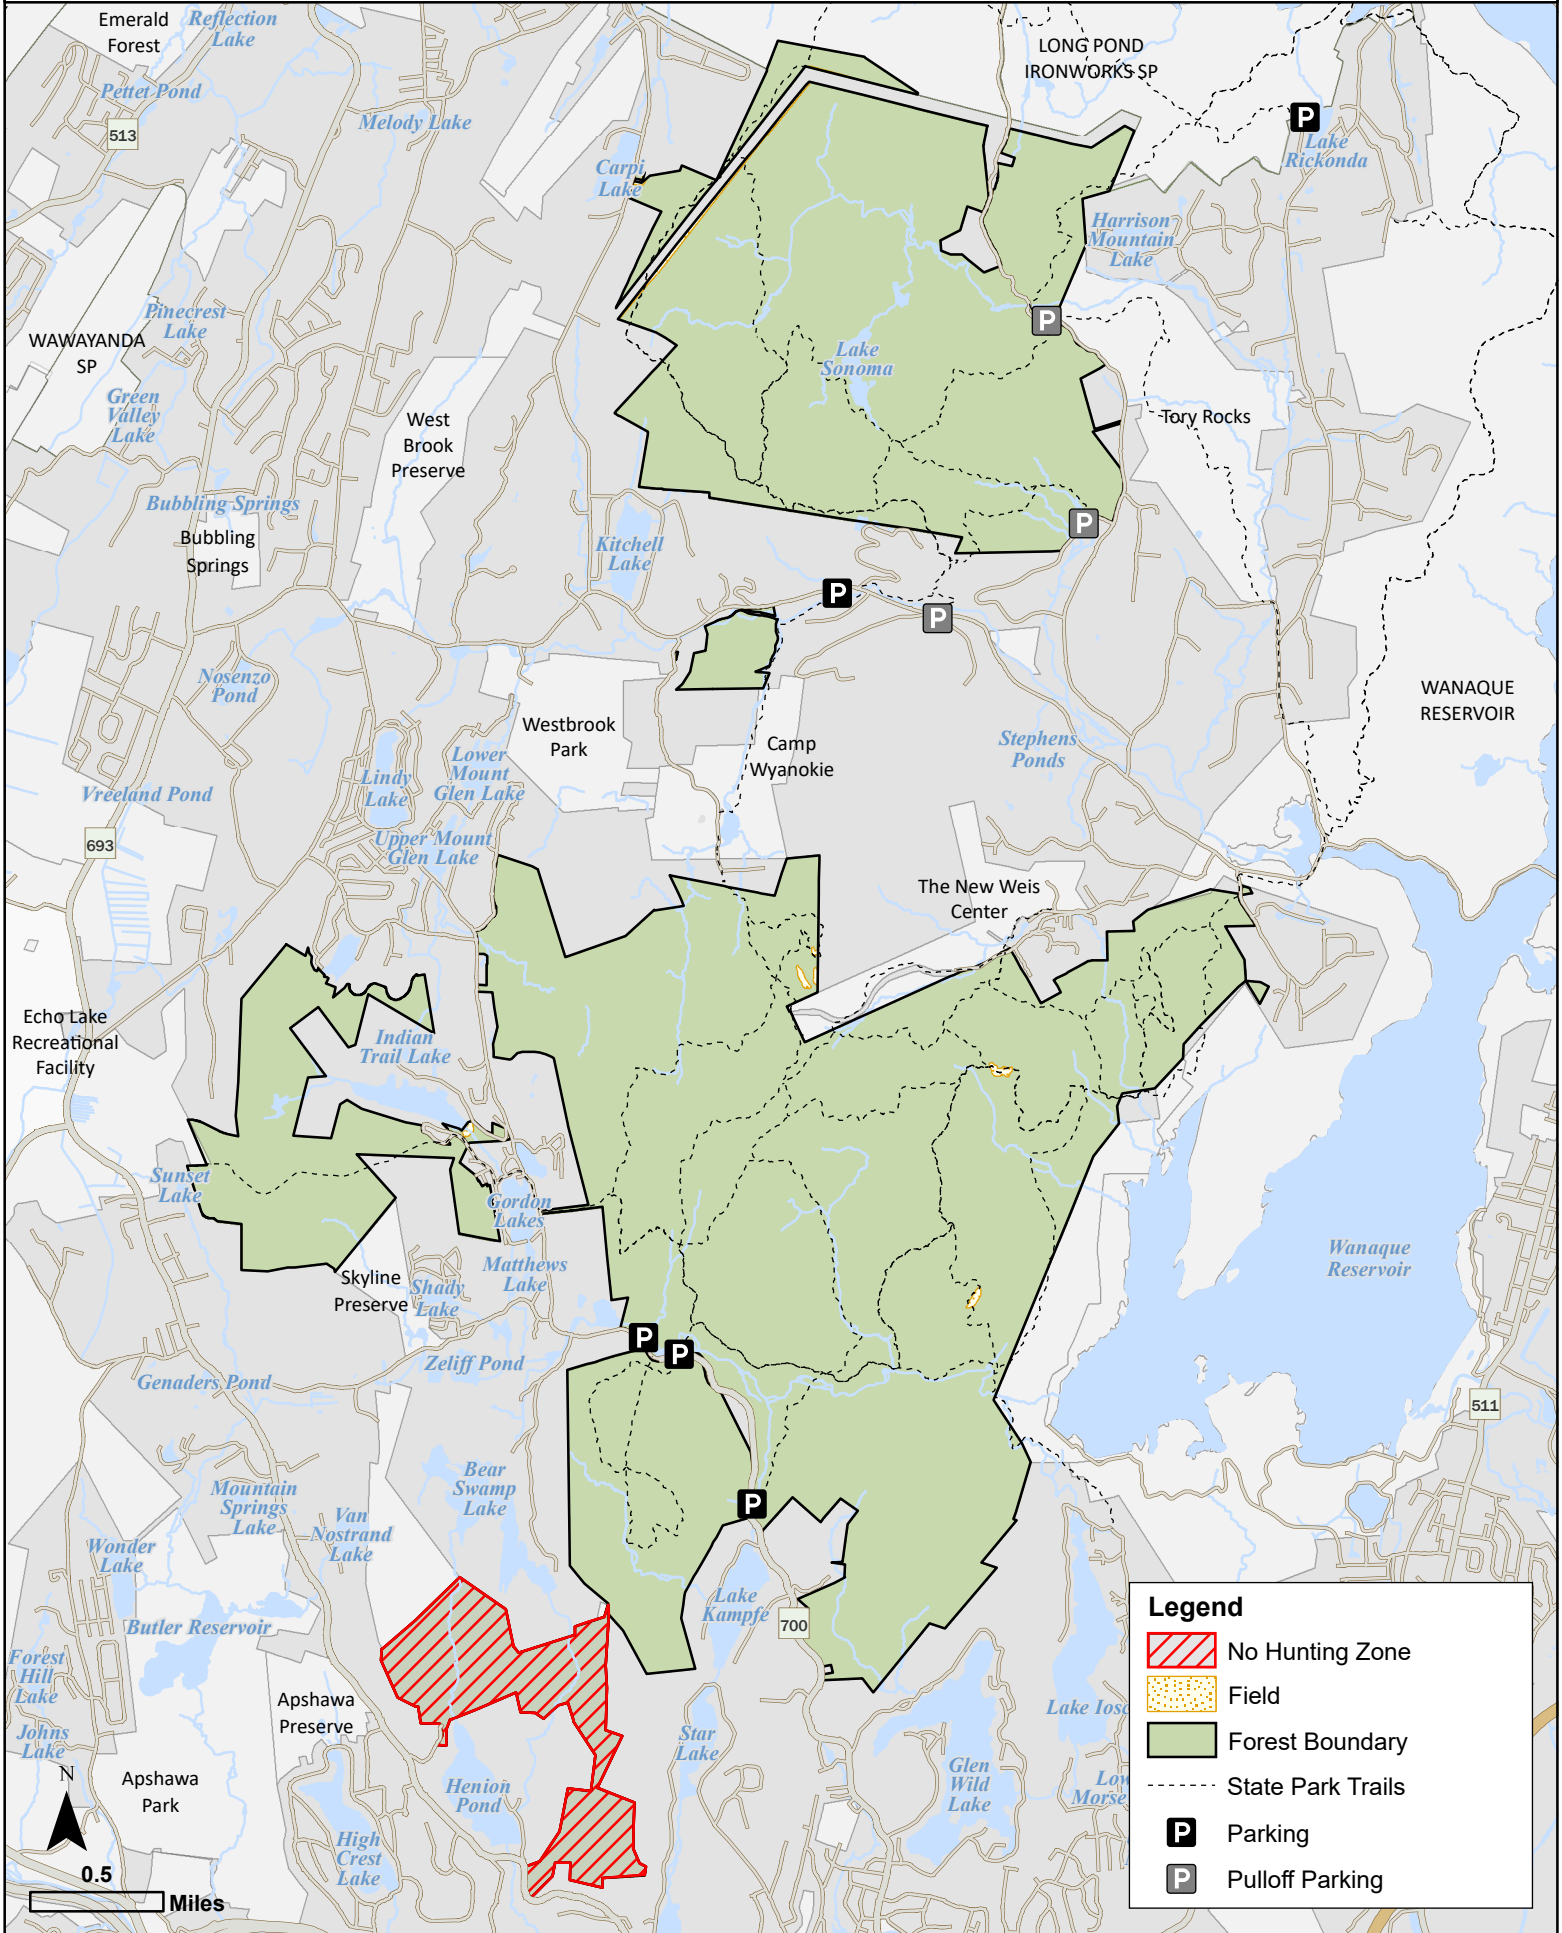 Emerald
Forest
Reflection
Lake
LONG POND
IRONWORKS SP
Pettet Pond
513
Melody Lake
P
Lake
Rickonda
Carpi
Lake
Harrison
Mountain
Lake
Pinecrest
Lake
WAWAYANDA
SP
P
Lake
Sonoma
Green
Valley
Lake
West
Brook
Preserve
Tory Rocks
Bubbling Springs
Bubbling
Springs
P
Kitchell
Lake
P
P
Nosenzo
Pond
WANAQUE
RESERVOIR
Westbrook
Park
Camp
Wyanokie
Stephens
Ponds
Lower
Mount
Glen Lake
Lindy
Lake
Vreeland Pond
693
Upper Mount
Glen Lake
The New Weis
Center
Echo Lake
Recreational
Facility
Indian
Trail Lake
Sunset
Lake
Gordon
Lakes
Wanaque
Reservoir
Matthews
Lake
Skyline
Preserve
Shady
Lake
P
P
Zeliff Pond
Genaders Pond
511
Bear
Swamp
Lake
Mountain
Springs
Lake
Van
Nostrand
Lake
P
Wonder
Lake
Lake
Kampfe
700
Butler Reservoir
Forest
Hill
Lake
Apshawa
Preserve
Johns
Lake
Star
Lake
Lake Iosc
Glen
Wild
Lake
Low
Morse
Henion
Pond
Apshawa
Park
High
Crest
Lake
N
0.5
Miles
Legend
No Hunting Zone
Field
Forest Boundary
State Park Trails
P Parking
P Pulloff Parking